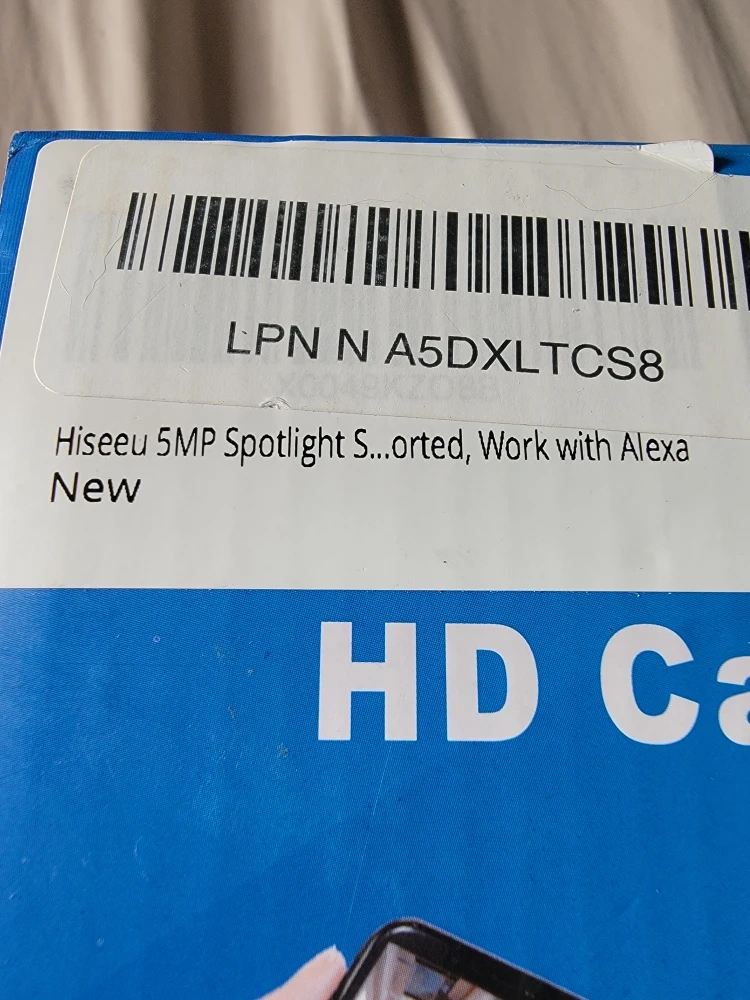 LPN N A5DXLTCS8
Hiseeu 5MP Spotlight S...orted, Work with Alexa
New
HD Ca